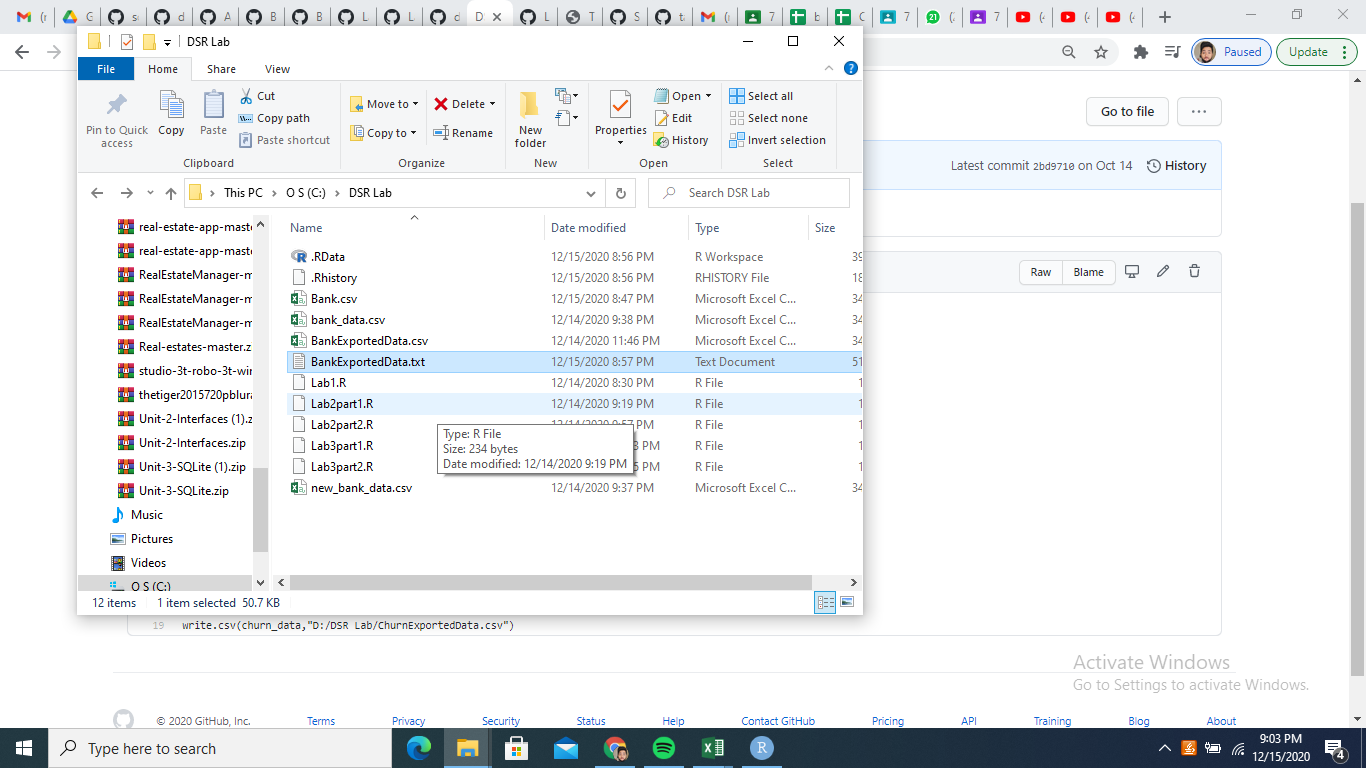 DSR Lab
Paused
Update
File
Home
Share
View
Pin to Quick access
Copy
Paste
Cut
Copy path
Paste shortcut
Clipboard
Move to
Copy to
Delete
Rename
Organize
New folder
New
Properties
Open
Edit
History
Open
Select all
Select none
Invert selection
Select
This PC > O S (C:) > DSR Lab
Search DSR Lab
real-estate-app-maste
real-estate-app-maste
RealEstateManager-m
RealEstateManager-m
RealEstateManager-m
Real-estates-master.z
studio-3t-robo-3t-wir
thetiger2015720pblura
Unit-2-Interfaces (1).z
Unit-2-Interfaces.zip
Unit-3-SQLite (1).zip
Unit-3-SQLite.zip
Music
Pictures
Videos
O S (C:)
Name Date modified Type Size
.RData 12/15/2020 8:56 PM R Workspace 39
.Rhistory 12/15/2020 8:56 PM RHISTORY File 18
Bank.csv 12/15/2020 8:47 PM Microsoft Excel C... 34
bank_data.csv 12/14/2020 9:38 PM Microsoft Excel C... 34
BankExportedData.csv 12/14/2020 11:46 PM Microsoft Excel C... 34
BankExportedData.txt 12/15/2020 8:57 PM Text Document 51
Lab1.R 12/14/2020 8:30 PM R File 1
Lab2part1.R 12/14/2020 9:19 PM R File 1
Lab2part2.R R File 1
Lab3part1.R R File 1
Lab3part2.R R File 1
new_bank_data.csv 12/14/2020 9:37 PM Microsoft Excel C... 34
Type: R File
Size: 234 bytes
Date modified: 12/14/2020 9:19 PM
12 items 1 item selected 50.7 KB
Go to file
...
Latest commit 2bd9710 on Oct 14 History
Raw Blame
19 write.csv(churn_data,"D:/DSR Lab/ChurnExportedData.csv")
Activate Windows
Go to Settings to activate Windows.
© 2020 GitHub, Inc. Terms Privacy Security Status Help Contact GitHub Pricing API Training Blog About
Type here to search
9:03 PM
12/15/2020
4